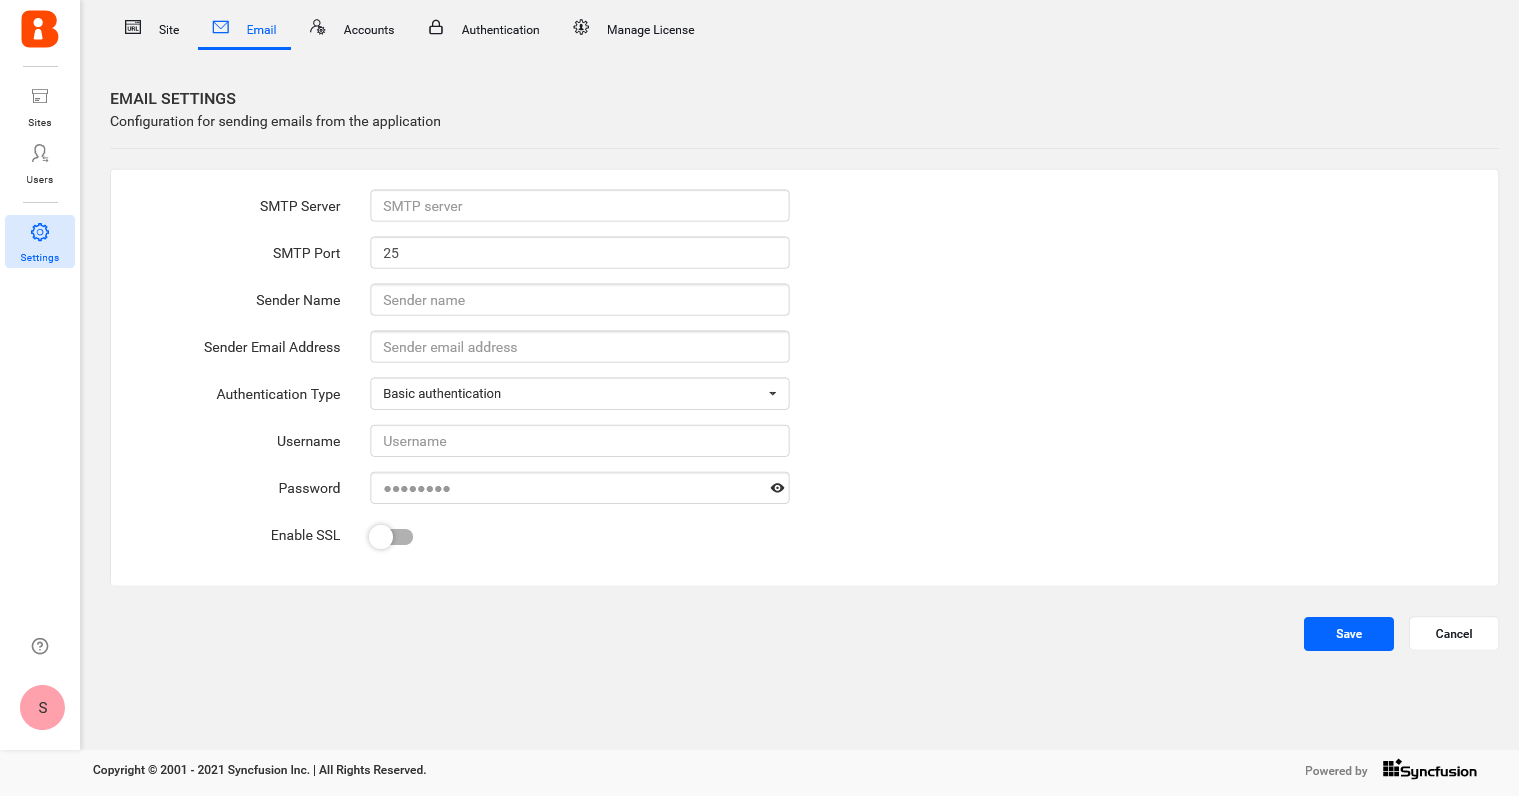 URL Site Email Accounts Authentication Manage License
EMAIL SETTINGS
Configuration for sending emails from the application
Sites
Users
Settings
SMTP Server SMTP server
SMTP Port 25
Sender Name Sender name
Sender Email Address Sender email address
Authentication Type Basic authentication
Username Username
Password ●●●●●●●●
Enable SSL
Save Cancel
?
S
Copyright © 2001 - 2021 Syncfusion Inc. | All Rights Reserved. Powered by Syncfusion